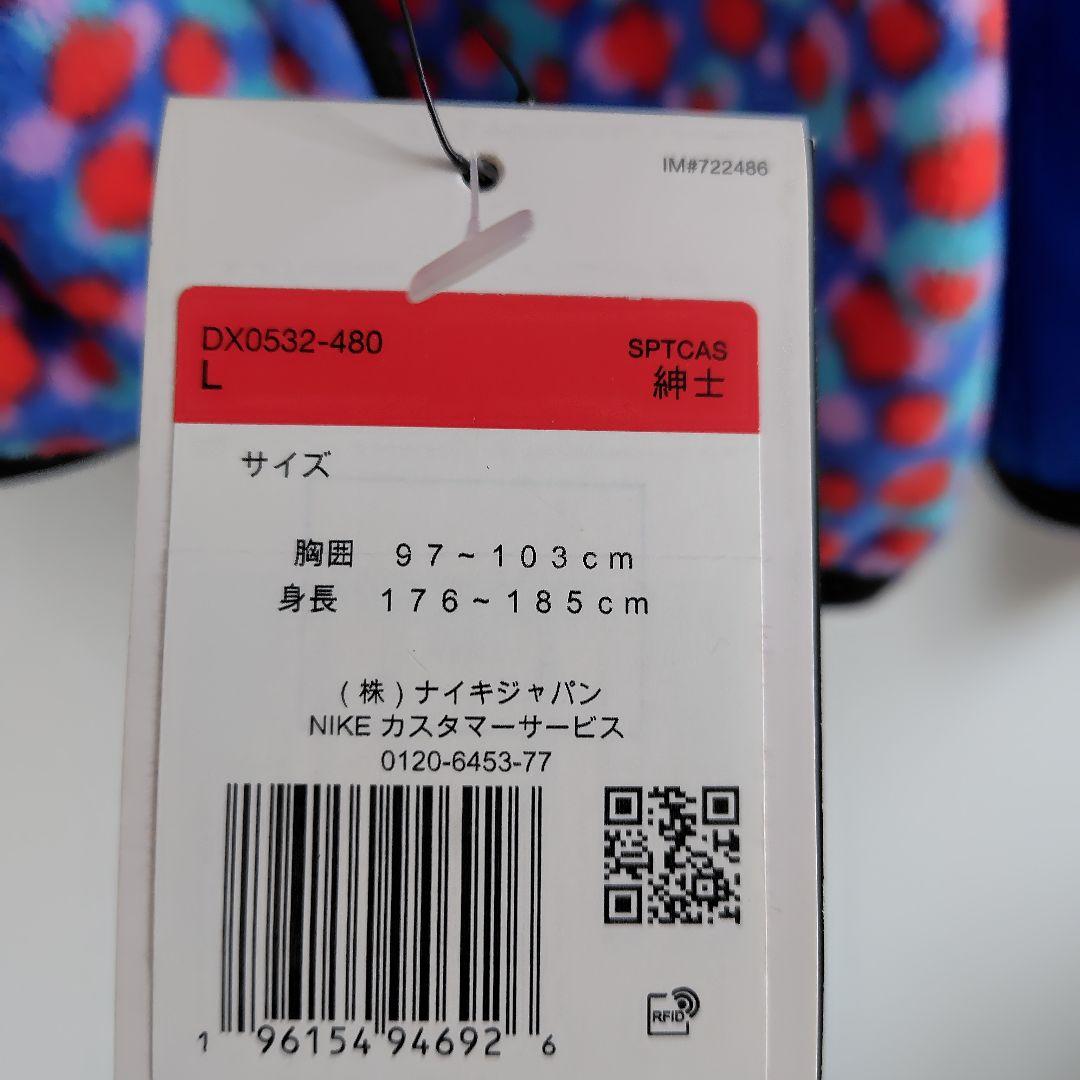 IM#722486
DX0532-480
L
SPTCAS
紳士
サイズ
胸囲　９７～１０３ｃｍ
身長　１７６～１８５ｃｍ
(株)ナイキジャパン
NIKE カスタマーサービス
0120-6453-77
1 96154 94692 6
RFID